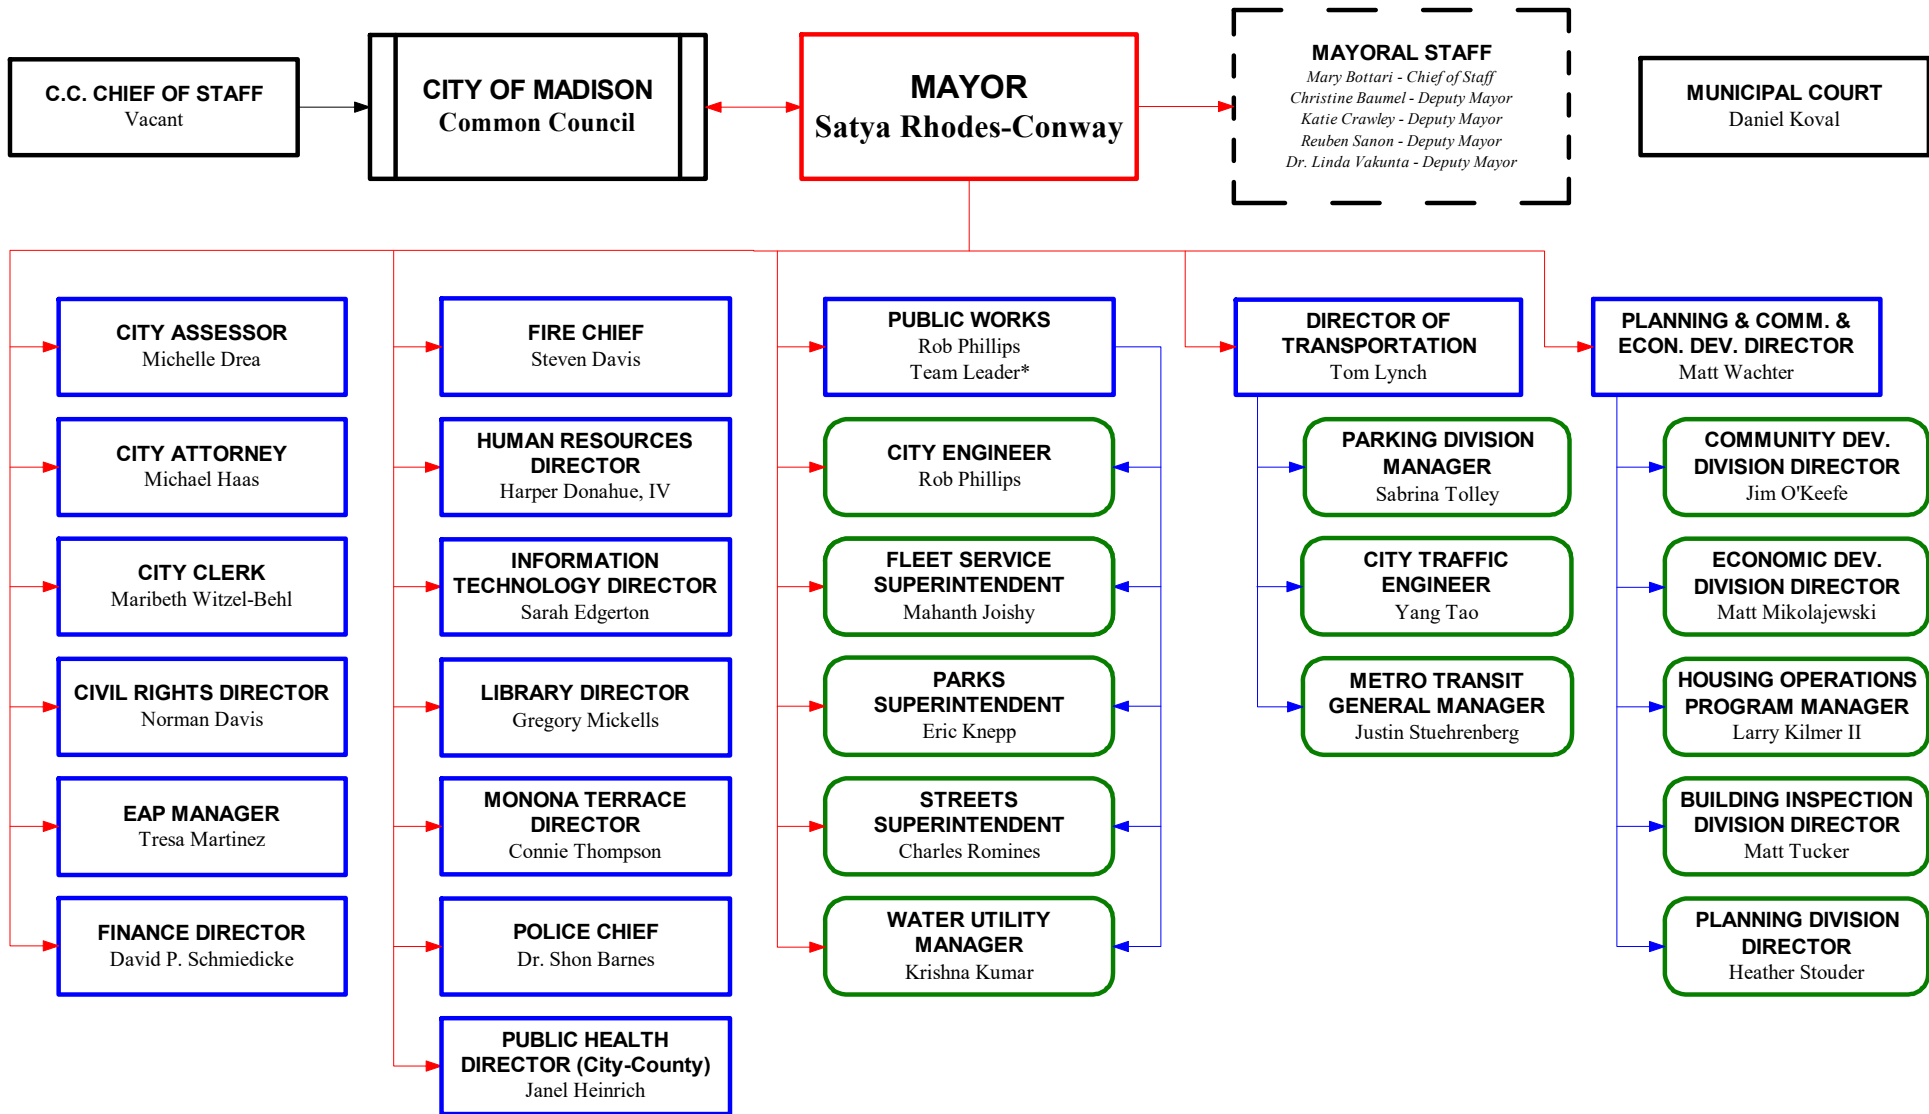 C.C. CHIEF OF STAFF
Vacant
CITY OF MADISON
Common Council
MAYOR
Satya Rhodes-Conway
MAYORAL STAFF
Mary Bottari - Chief of Staff
Christine Baumel - Deputy Mayor
Katie Crawley - Deputy Mayor
Reuben Sanon - Deputy Mayor
Dr. Linda Vakunta - Deputy Mayor
MUNICIPAL COURT
Daniel Koval
CITY ASSESSOR
Michelle Drea
CITY ATTORNEY
Michael Haas
CITY CLERK
Maribeth Witzel-Behl
CIVIL RIGHTS DIRECTOR
Norman Davis
EAP MANAGER
Tresa Martinez
FINANCE DIRECTOR
David P. Schmiedicke
FIRE CHIEF
Steven Davis
HUMAN RESOURCES
DIRECTOR
Harper Donahue, IV
INFORMATION
TECHNOLOGY DIRECTOR
Sarah Edgerton
LIBRARY DIRECTOR
Gregory Mickells
MONONA TERRACE
DIRECTOR
Connie Thompson
POLICE CHIEF
Dr. Shon Barnes
PUBLIC HEALTH
DIRECTOR (City-County)
Janel Heinrich
PUBLIC WORKS
Rob Phillips
Team Leader*
CITY ENGINEER
Rob Phillips
FLEET SERVICE
SUPERINTENDENT
Mahanth Joishy
PARKS
SUPERINTENDENT
Eric Knepp
STREETS
SUPERINTENDENT
Charles Romines
WATER UTILITY
MANAGER
Krishna Kumar
DIRECTOR OF
TRANSPORTATION
Tom Lynch
PARKING DIVISION
MANAGER
Sabrina Tolley
CITY TRAFFIC
ENGINEER
Yang Tao
METRO TRANSIT
GENERAL MANAGER
Justin Stuehrenberg
PLANNING & COMM. &
ECON. DEV. DIRECTOR
Matt Wachter
COMMUNITY DEV.
DIVISION DIRECTOR
Jim O'Keefe
ECONOMIC DEV.
DIVISION DIRECTOR
Matt Mikolajewski
HOUSING OPERATIONS
PROGRAM MANAGER
Larry Kilmer II
BUILDING INSPECTION
DIVISION DIRECTOR
Matt Tucker
PLANNING DIVISION
DIRECTOR
Heather Stouder